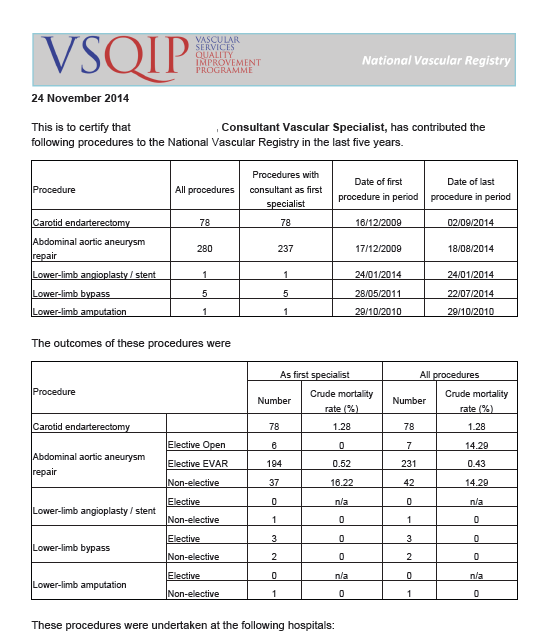 VSQIP VASCULAR
SERVICES
QUALITY
IMPROVEMENT
PROGRAMME
National Vascular Registry
24 November 2014
This is to certify that , Consultant Vascular Specialist, has contributed the
following procedures to the National Vascular Registry in the last five years.
Procedure All procedures Procedures with consultant as first specialist Date of first procedure in period Date of last procedure in period
Carotid endarterectomy 78 78 16/12/2009 02/09/2014
Abdominal aortic aneurysm repair 280 237 17/12/2009 18/08/2014
Lower-limb angioplasty / stent 1 1 24/01/2014 24/01/2014
Lower-limb bypass 5 5 28/05/2011 22/07/2014
Lower-limb amputation 1 1 29/10/2010 29/10/2010
The outcomes of these procedures were
Procedure As first specialist All procedures
Number Crude mortality rate (%) Number Crude mortality rate (%)
Carotid endarterectomy 78 1.28 78 1.28
Abdominal aortic aneurysm repair Elective Open 6 0 7 14.29
Elective EVAR 194 0.52 231 0.43
Non-elective 37 16.22 42 14.29
Lower-limb angioplasty / stent Elective 0 n/a 0 n/a
Non-elective 1 0 1 0
Lower-limb bypass Elective 3 0 3 0
Non-elective 2 0 2 0
Lower-limb amputation Elective 0 n/a 0 n/a
Non-elective 1 0 1 0
These procedures were undertaken at the following hospitals: